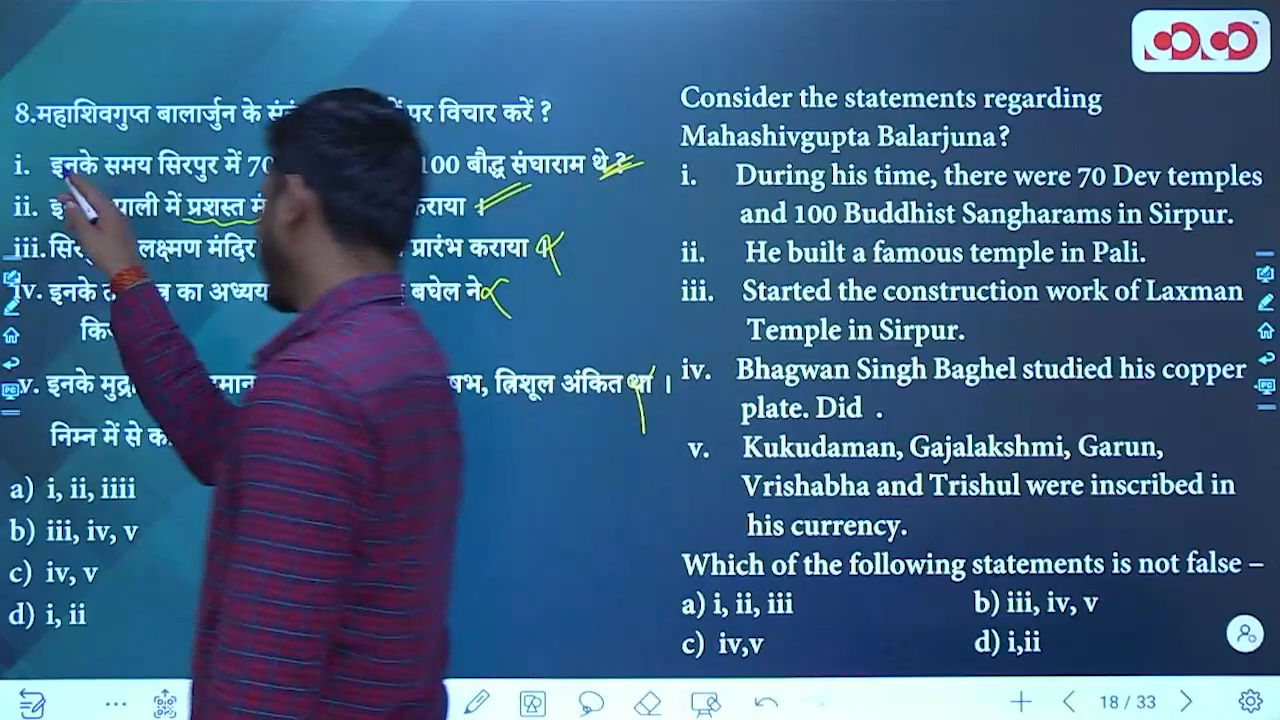 8.महाशिवगुप्त बालार्जुन के पर विचार करें ?
i. इनके समय सिरपुर में 70 100 बौद्ध संघाराम थे ?
ii. पाली में प्रशस्त कराया
iii. लक्ष्मण मंदिर प्रारंभ कराया
iv. इनके का बघेल ने
v. इनके त्रिशूल अंकित था ।
निम्न में से
a) i, ii, iiii
b) iii, iv, v
c) iv, v
d) i, ii
Consider the statements regarding
Mahashivgupta Balarjuna?
i. During his time, there were 70 Dev temples
and 100 Buddhist Sangharams in Sirpur.
ii. He built a famous temple in Pali.
iii. Started the construction work of Laxman
Temple in Sirpur.
iv. Bhagwan Singh Baghel studied his copper
plate. Did .
v. Kukudaman, Gajalakshmi, Garun,
Vrishabha and Trishul were inscribed in
his currency.
Which of the following statements is not false –
a) i, ii, iii b) iii, iv, v
c) iv,v d) i,ii
18 / 33